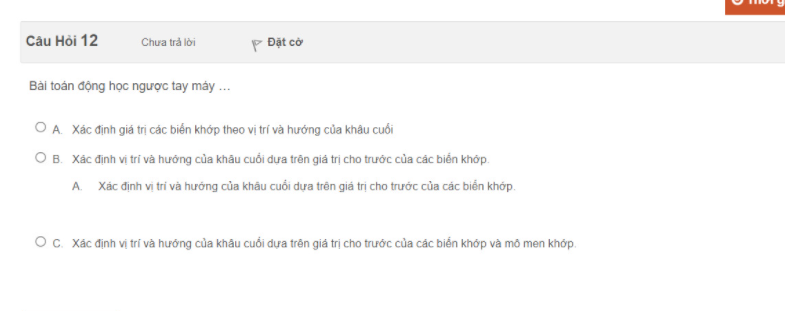 Câu Hỏi 12 Chưa trả lời Đặt cờ
Bài toán động học ngược tay máy ...
A. Xác định giá trị các biến khớp theo vị trí và hướng của khâu cuối
B. Xác định vị trí và hướng của khâu cuối dựa trên giá trị cho trước của các biến khớp.
A. Xác định vị trí và hướng của khâu cuối dựa trên giá trị cho trước của các biến khớp.
C. Xác định vị trí và hướng của khâu cuối dựa trên giá trị cho trước của các biến khớp và mô men khớp.